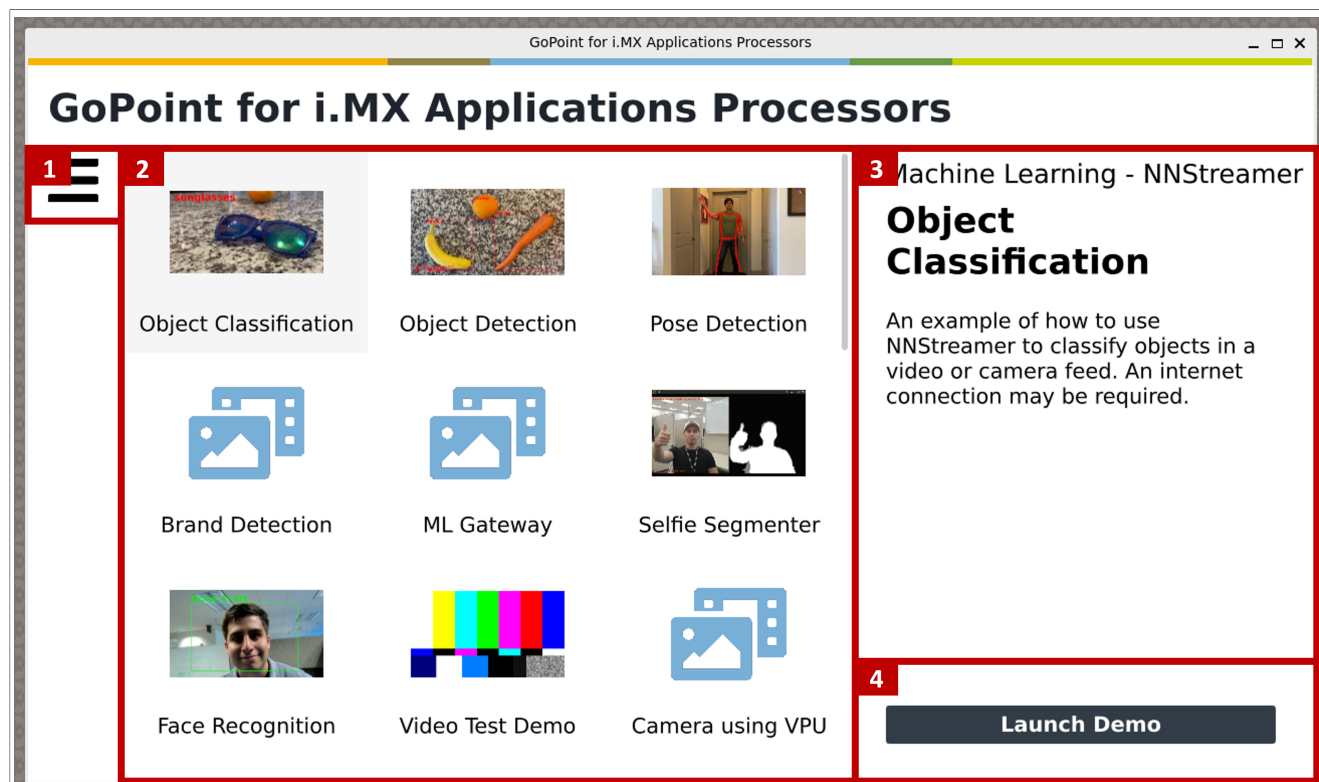 GoPoint for i.MX Applications Processors
GoPoint for i.MX Applications Processors
1
2
sunglasses
Object Classification
Object Detection
Pose Detection
Brand Detection
ML Gateway
Selfie Segmenter
Face Recognition
Video Test Demo
Camera using VPU
3
Machine Learning - NNStreamer
Object
Classification
An example of how to use
NNStreamer to classify objects in a
video or camera feed. An internet
connection may be required.
4
Launch Demo